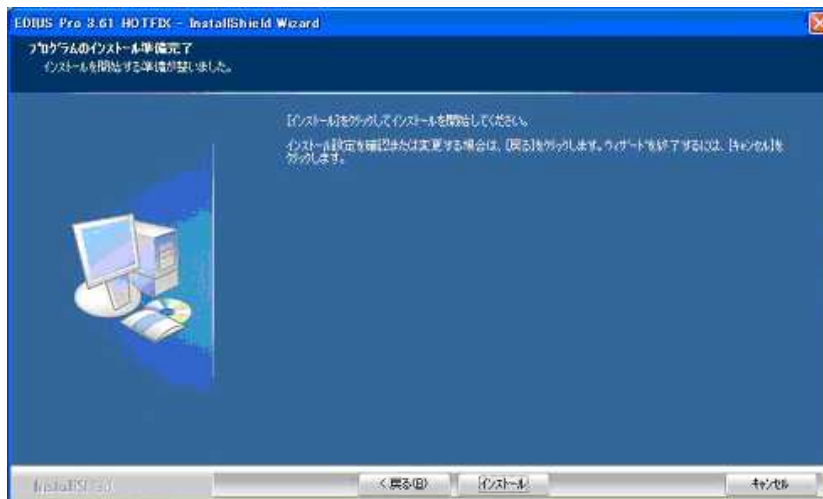 EDIUS Pro 3.61 HOTFIX - InstallShield Wizard
プログラムのインストール準備完了
インストールを開始する準備が整いました。
[インストール]をクリックしてインストールを開始してください。
インストール設定を確認または変更する場合は、[戻る]をクリックします。ウィザードを終了するには、[キャンセル]を
クリックします。
InstallShield
< 戻る(B)
インストール
キャンセル